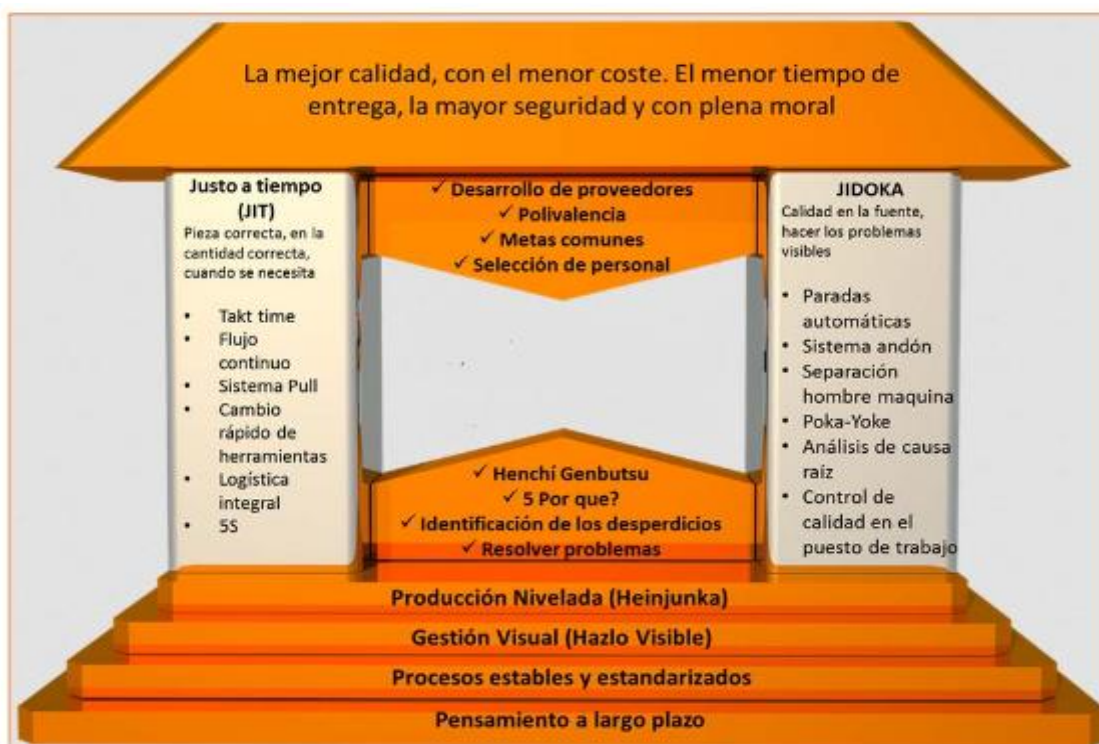 La mejor calidad, con el menor coste. El menor tiempo de
entrega, la mayor seguridad y con plena moral
Justo a tiempo
(JIT)
Pieza correcta, en la
cantidad correcta,
cuando se necesita
• Takt time
• Flujo
continuo
• Sistema Pull
• Cambio
rápido de
herramientas
• Logística
integral
• 5S
✓ Desarrollo de proveedores
✓ Polivalencia
✓ Metas comunes
✓ Selección de personal
✓ Henchí Genbutsu
✓ 5 Por que?
✓ Identificación de los desperdicios
✓ Resolver problemas
JIDOKA
Calidad en la fuente,
hacer los problemas
visibles
• Paradas
automáticas
• Sistema andón
• Separación
hombre maquina
• Poka-Yoke
• Análisis de causa
raíz
• Control de
calidad en el
puesto de trabajo
Producción Nivelada (Heinjunka)
Gestión Visual (Hazlo Visible)
Procesos estables y estandarizados
Pensamiento a largo plazo